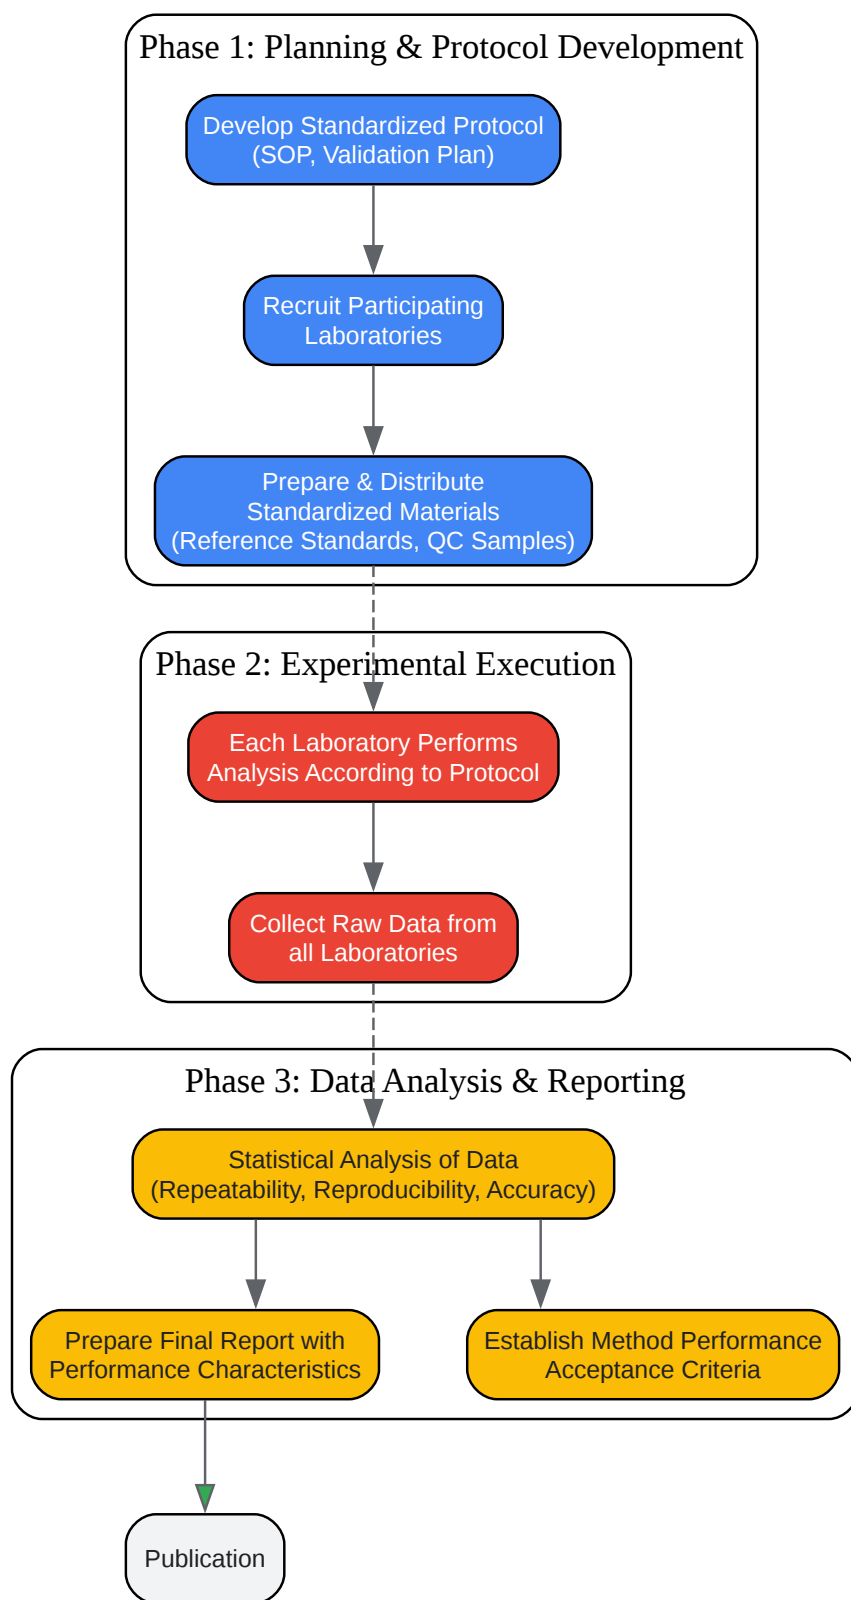 Phase 1: Planning & Protocol Development
Develop Standardized Protocol
(SOP, Validation Plan)
Recruit Participating
Laboratories
Prepare & Distribute
Standardized Materials
(Reference Standards, QC Samples)
Phase 2: Experimental Execution
Each Laboratory Performs
Analysis According to Protocol
Collect Raw Data from
all Laboratories
Phase 3: Data Analysis & Reporting
Statistical Analysis of Data
(Repeatability, Reproducibility, Accuracy)
Prepare Final Report with
Performance Characteristics
Establish Method Performance
Acceptance Criteria
Publication